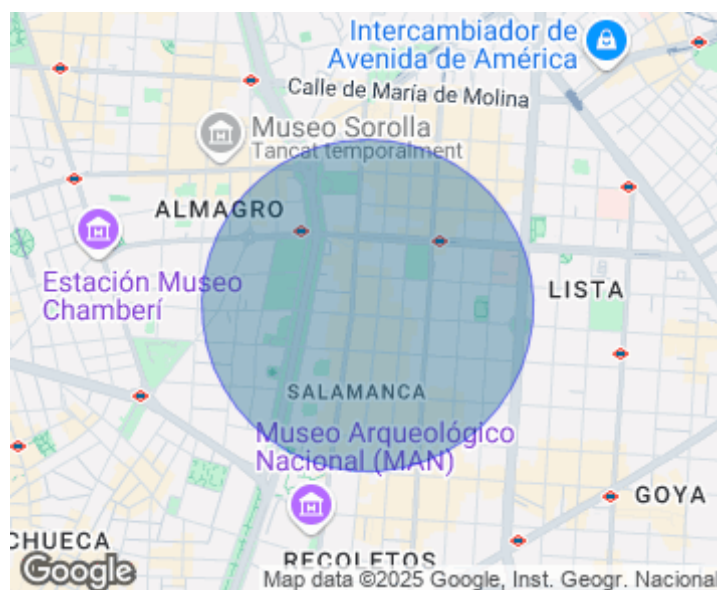 Intercambiador de
Avenida de América
Calle de María de Molina
Museo Sorolla
Tancat temporalment
ALMAGRO
Estación Museo
Chamberí
LISTA
SALAMANCA
Museo Arqueológico
Nacional (MAN)
GOYA
CHUECA
RECOLETOS
Google
Map data ©2025 Google, Inst. Geogr. Nacional